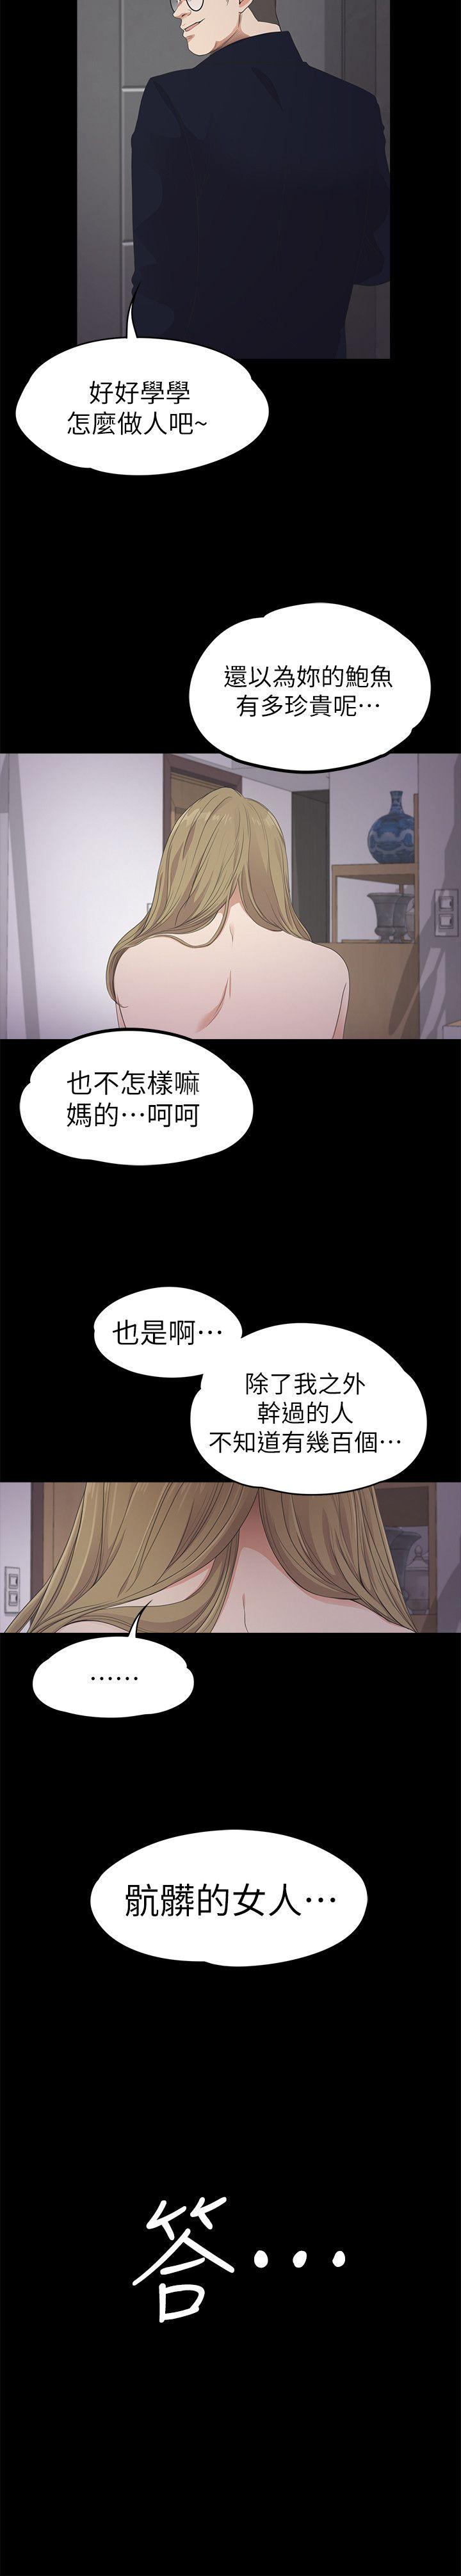 好好學學
怎麼做人吧~
還以為妳的鮑魚
有多珍貴呢⋯
也不怎樣嘛
媽的⋯呵呵
也是啊⋯
除了我之外
幹過的人
不知道有幾百個⋯
⋯⋯
骯髒的女人⋯
答⋯